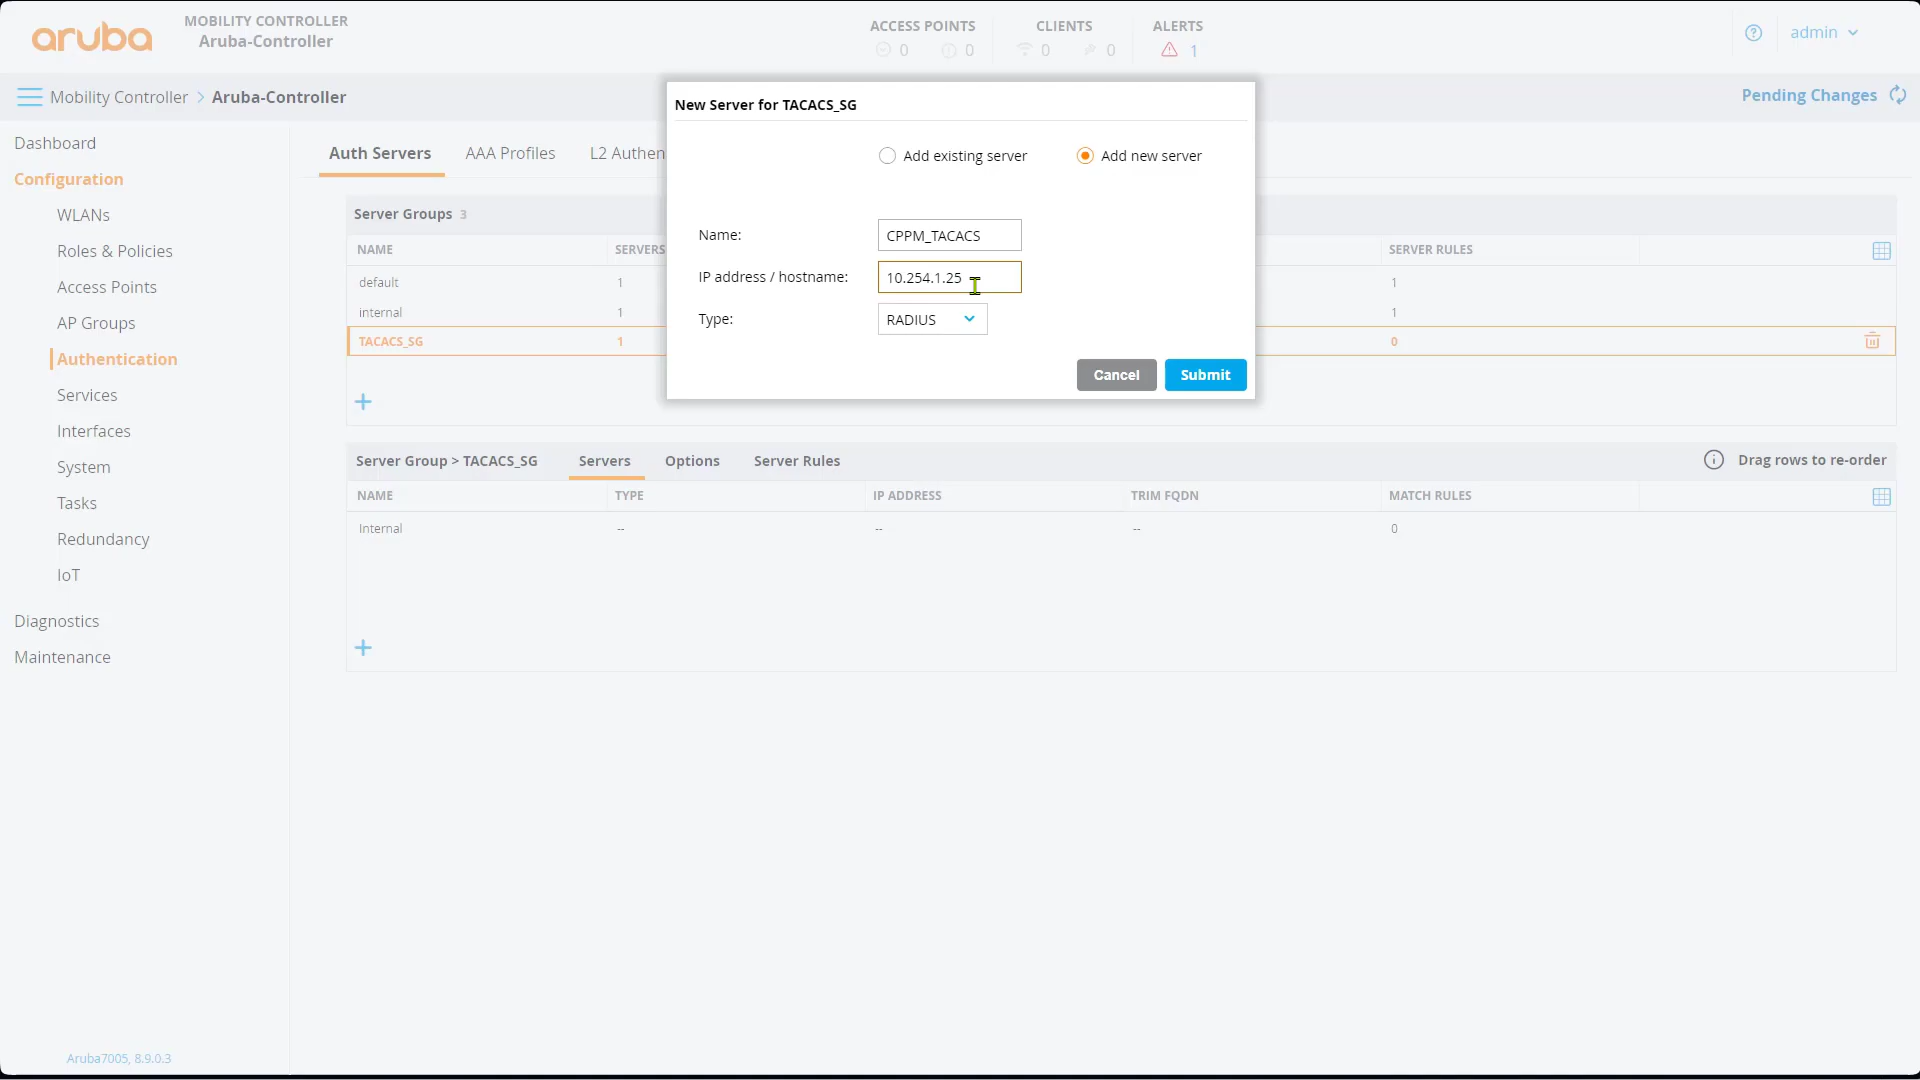 aruba
MOBILITY CONTROLLER
Aruba-Controller
ACCESS POINTS
0 0
CLIENTS
0 0
ALERTS
1
admin
Mobility Controller > Aruba-Controller
Pending Changes
Dashboard
Configuration
WLANs
Roles & Policies
Access Points
AP Groups
Authentication
Services
Interfaces
System
Tasks
Redundancy
IoT
Diagnostics
Maintenance
Aruba7005, 8.9.0.3
Auth Servers AAA Profiles L2 Authen
Server Groups 3
NAME SERVERS SERVER RULES
default 1 1
internal 1 1
TACACS_SG 1 0
+
New Server for TACACS_SG
Add existing server Add new server
Name: CPPM_TACACS
IP address / hostname: 10.254.1.25
Type: RADIUS
Cancel Submit
Server Group > TACACS_SG Servers Options Server Rules Drag rows to re-order
NAME TYPE IP ADDRESS TRIM FQDN MATCH RULES
Internal -- -- -- 0
+